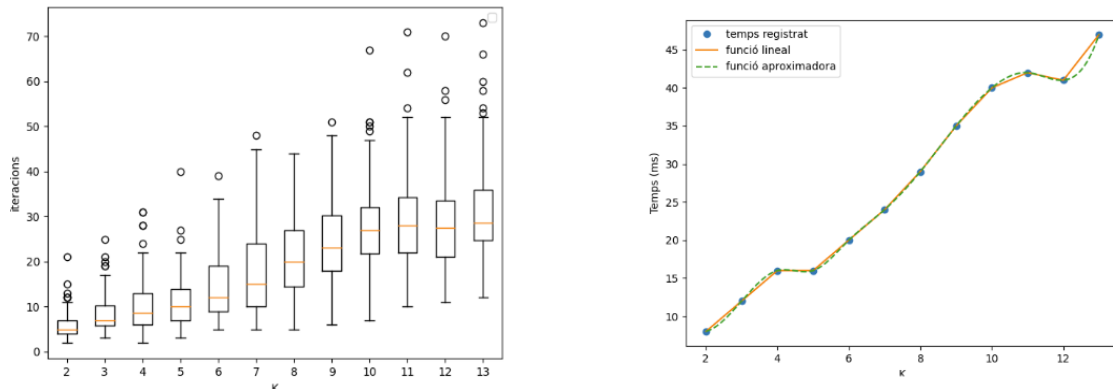 70
60
50
40
30
20
10
0
iteracions
2 3 4 5 6 7 8 9 10 11 12 13
K
temps registrat
funció lineal
funció aproximadora
45
40
35
30
25
20
15
10
Temps (ms)
2 4 6 8 10 12
K